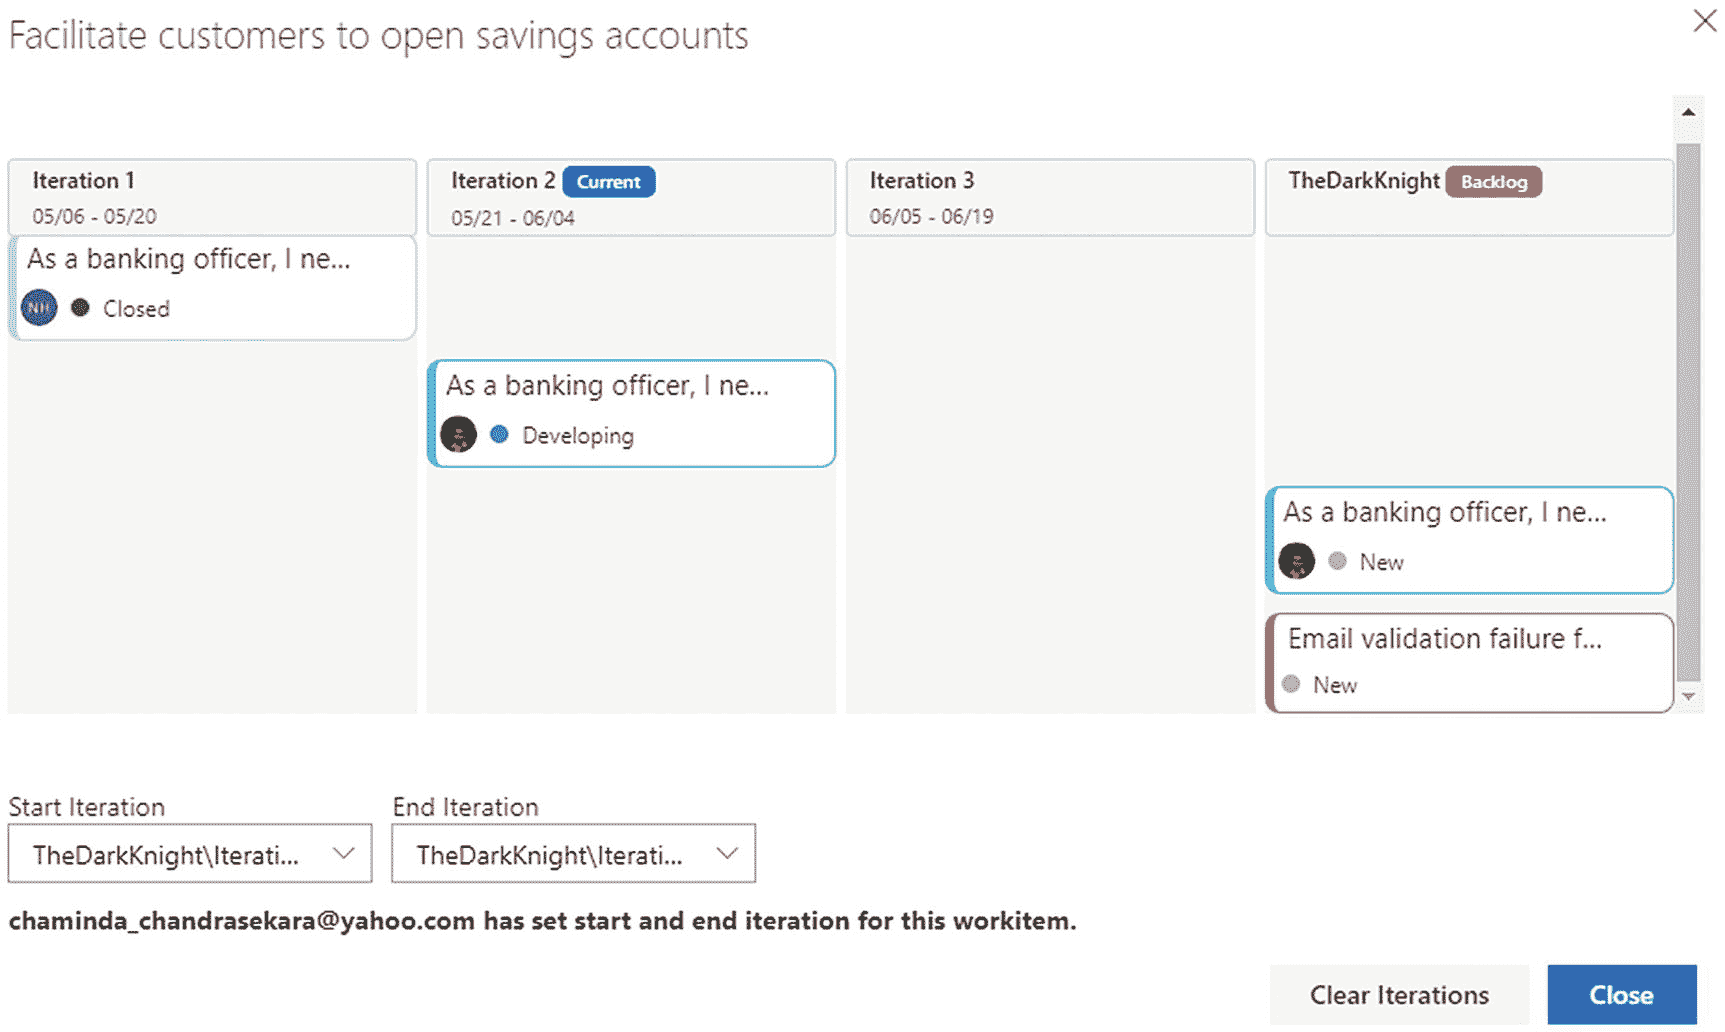 Facilitate customers to open savings accounts
Iteration 1
05/06 - 05/20
Iteration 2 Current
05/21 - 06/04
Iteration 3
06/05 - 06/19
TheDarkKnight Backlog
As a banking officer, I ne...
NH Closed
As a banking officer, I ne...
Developing
As a banking officer, I ne...
New
Email validation failure f...
New
Start Iteration
TheDarkKnight\Iterati...
End Iteration
TheDarkKnight\Iterati...
chaminda_chandrasekara@yahoo.com has set start and end iteration for this workitem.
Clear Iterations
Close